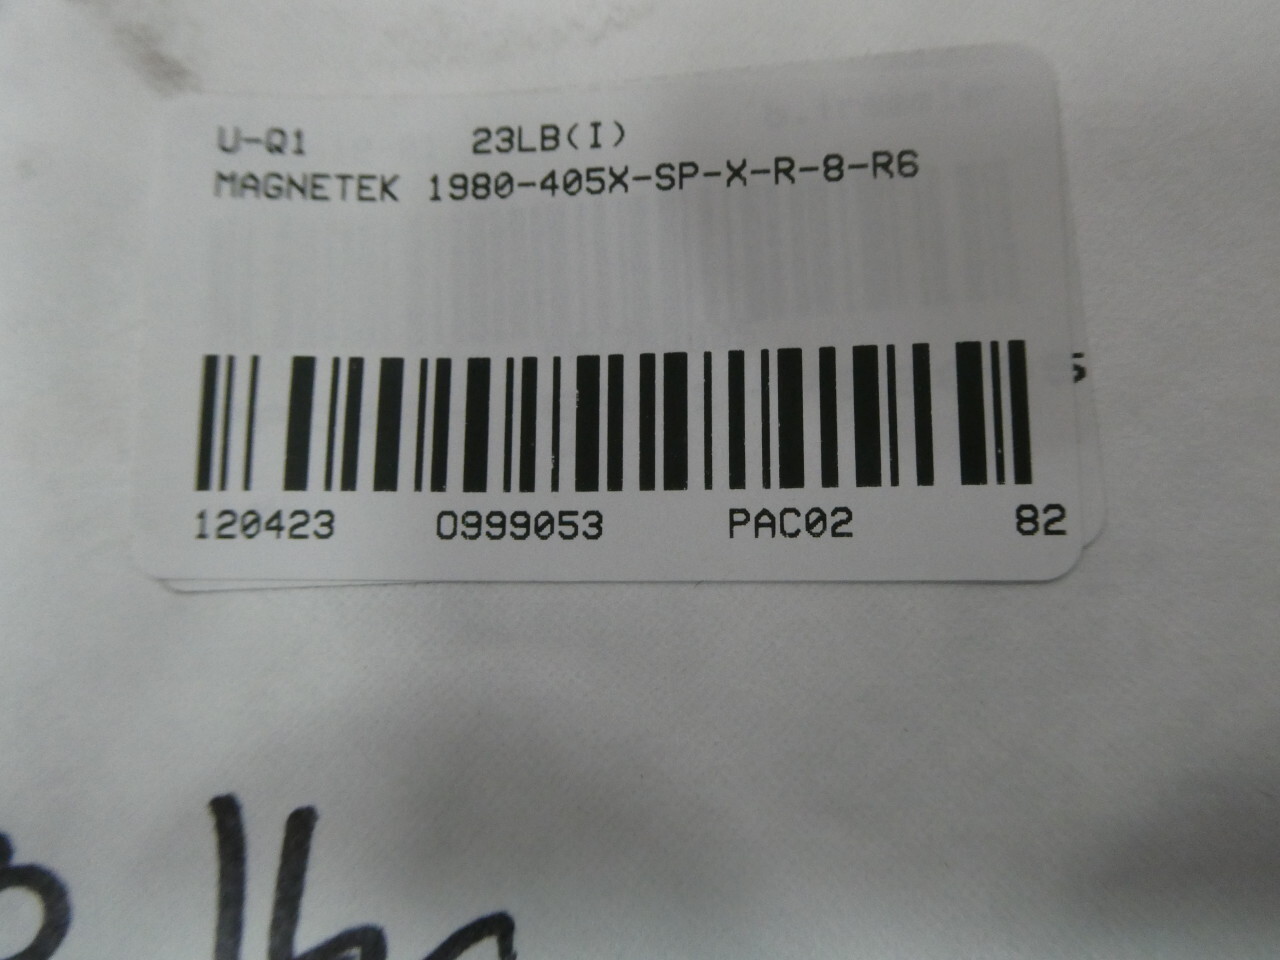 U-Q1 23LB(I)
MAGNETEK 1980-405X-SP-X-R-8-R6
120423 0999053 PAC02 82